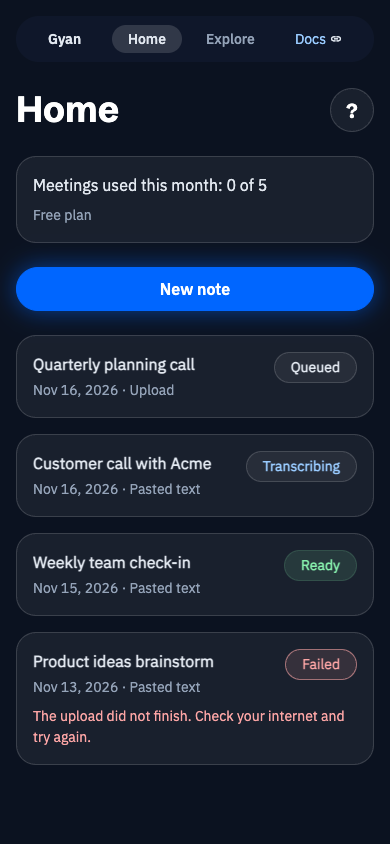 Gyan Home Explore Docs
Home ?
Meetings used this month: 0 of 5
Free plan
New note
Quarterly planning call Queued
Nov 16, 2026 · Upload
Customer call with Acme Transcribing
Nov 16, 2026 · Pasted text
Weekly team check-in Ready
Nov 15, 2026 · Pasted text
Product ideas brainstorm Failed
Nov 13, 2026 · Pasted text
The upload did not finish. Check your internet and
try again.